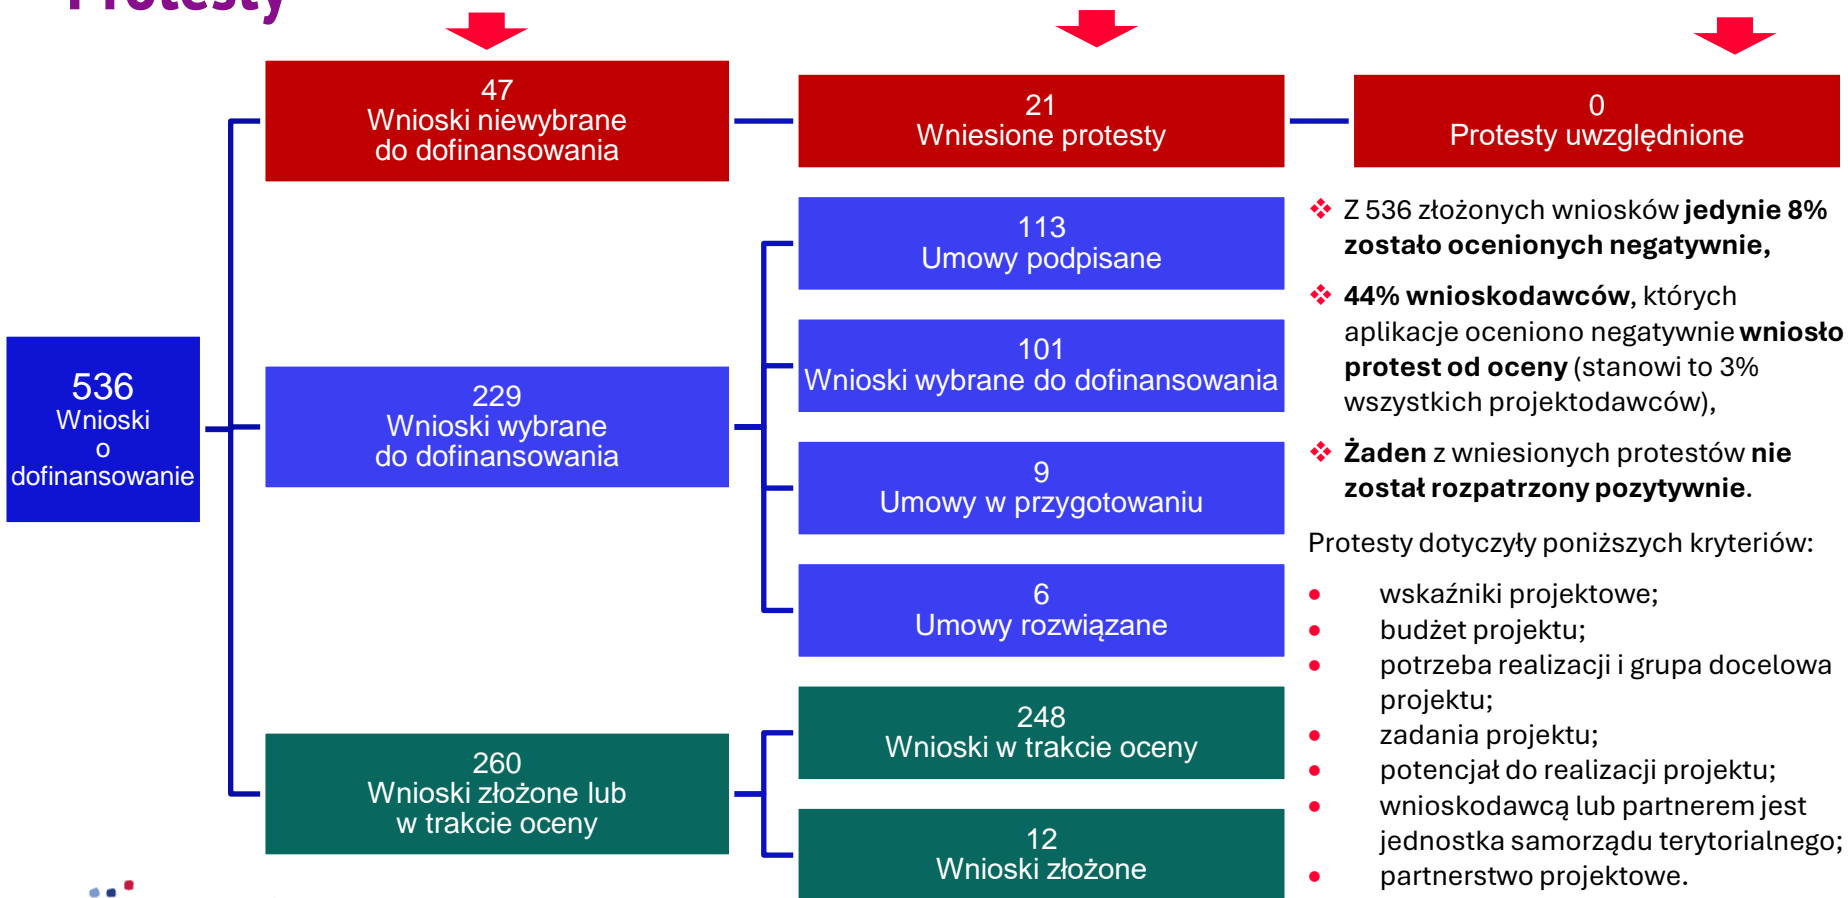 Protesty
47
Wnioski niewybrane
do dofinansowania
21
Wniesione protesty
0
Protesty uwzględnione
536
Wnioski
o
dofinansowanie
229
Wnioski wybrane
do dofinansowania
113
Umowy podpisane
101
Wnioski wybrane do dofinansowania
9
Umowy w przygotowaniu
6
Umowy rozwiązane
260
Wnioski złożone lub
w trakcie oceny
248
Wnioski w trakcie oceny
12
Wnioski złożone
Z 536 złożonych wniosków jedynie 8%
zostało ocenionych negatywnie,
44% wnioskodawców, których
aplikacje oceniono negatywnie wniosło
protest od oceny (stanowi to 3%
wszystkich projektodawców),
Żaden z wniesionych protestów nie
został rozpatrzony pozytywnie.
Protesty dotyczyły poniższych kryteriów:
wskaźniki projektowe;
budżet projektu;
potrzeba realizacji i grupa docelowa
projektu;
zadania projektu;
potencjał do realizacji projektu;
wnioskodawcą lub partnerem jest
jednostka samorządu terytorialnego;
partnerstwo projektowe.